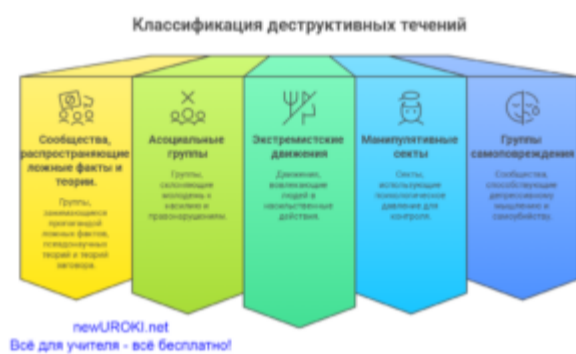 Классификация деструктивных течений
Сообщества,
распространяющие
ложные факты и
теории.
Группы,
занимающиеся
пропагандой
ложных фактов,
псевдонаучных
теорий и теорий
заговора.
Асоциальные
группы
Группы,
склоняющие
молодежь к
насилию и
правонарушениям.
Экстремистские
движения
Движения,
вовлекающие
людей в
насильственные
действия.
Манипулятивные
секты
Секты,
использующие
психологическое
давление для
контроля.
Группы
самоповреждения
Сообщества,
способствующие
депрессивному
мышлению и
самоубийству.
newUROKI.net
Всё для учителя - всё бесплатно!